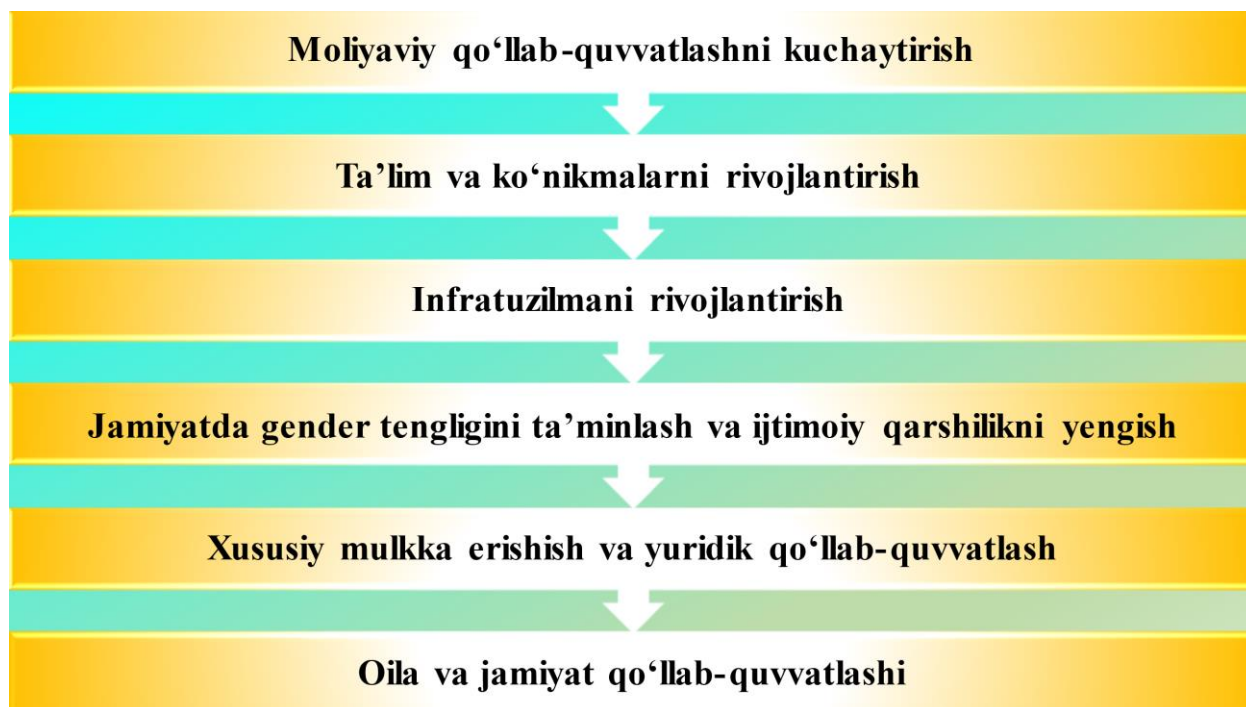 Moliyaviy qo‘llab-quvvatlashni kuchaytirish
Ta’lim va ko‘nikmalarni rivojlantirish
Infratuzilmani rivojlantirish
Jamiyatda gender tengligini ta’minlash va ijtimoiy qarshilikni yengish
Xususiy mulkka erishish va yuridik qo‘llab-quvvatlash
Oila va jamiyat qo‘llab-quvvatlashi